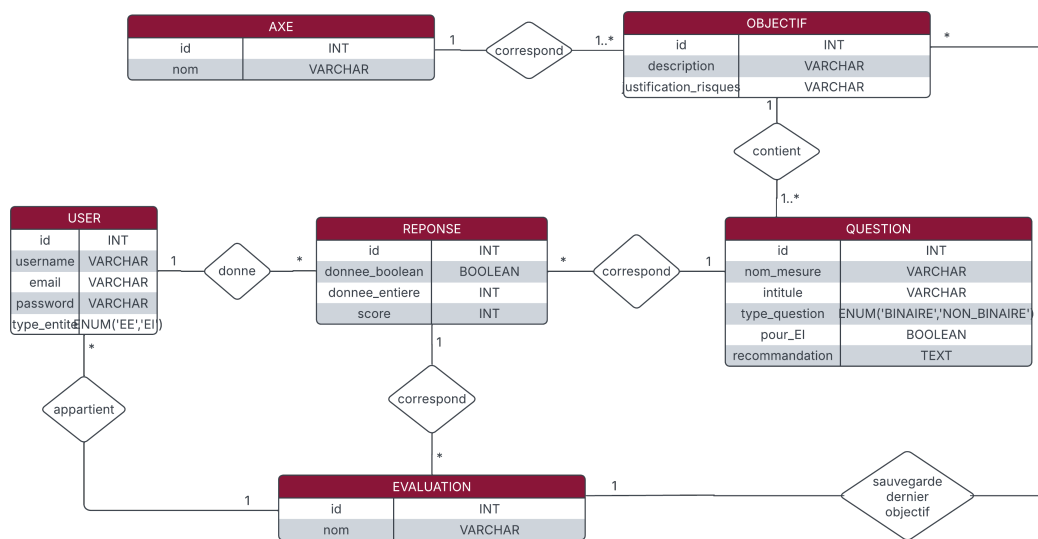 AXE
id INT
nom VARCHAR
1
correspond
1..*
OBJECTIF
id INT
description VARCHAR
justification_risques VARCHAR
*
1
contient
1..*
USER
id INT
username VARCHAR
email VARCHAR
password VARCHAR
type_entite ENUM('EE','EI')
1
donne
*
REPONSE
id INT
donnee_boolean BOOLEAN
donnee_entiere INT
score INT
*
correspond
1
QUESTION
id INT
nom_mesure VARCHAR
intitule VARCHAR
type_question ENUM('BINAIRE','NON_BINAIRE')
pour_EI BOOLEAN
recommandation TEXT
*
appartient
1
1
correspond
*
EVALUATION
id INT
nom VARCHAR
1
sauvegarde
dernier
objectif